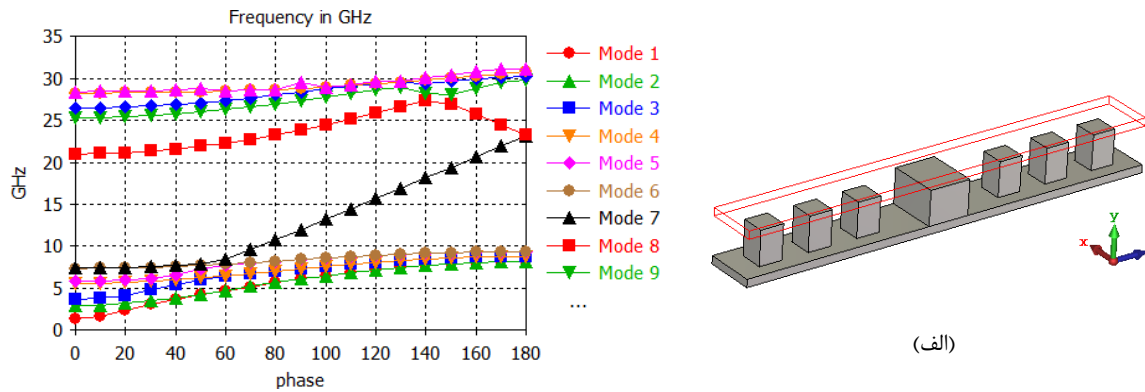 Frequency in GHz
35
30
25
20
15
10
5
0
GHz
0 20 40 60 80 100 120 140 160 180
phase
Mode 1
Mode 2
Mode 3
Mode 4
Mode 5
Mode 6
Mode 7
Mode 8
Mode 9
...
x y
(الف)